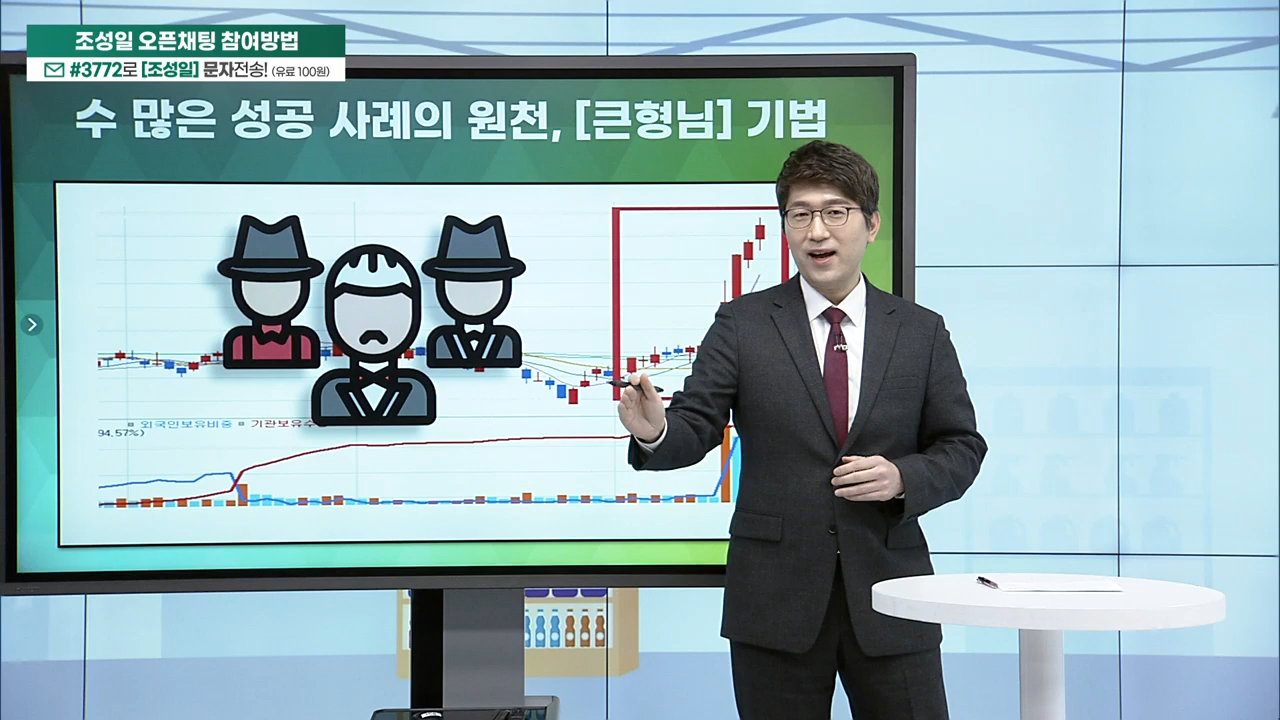 조성일 오픈채팅 참여방법
#3772로 [조성일] 문자전송! (유료 100원)
수 많은 성공 사례의 원천, [큰형님] 기법
외국인보유비중 기관보유수
94.57%)